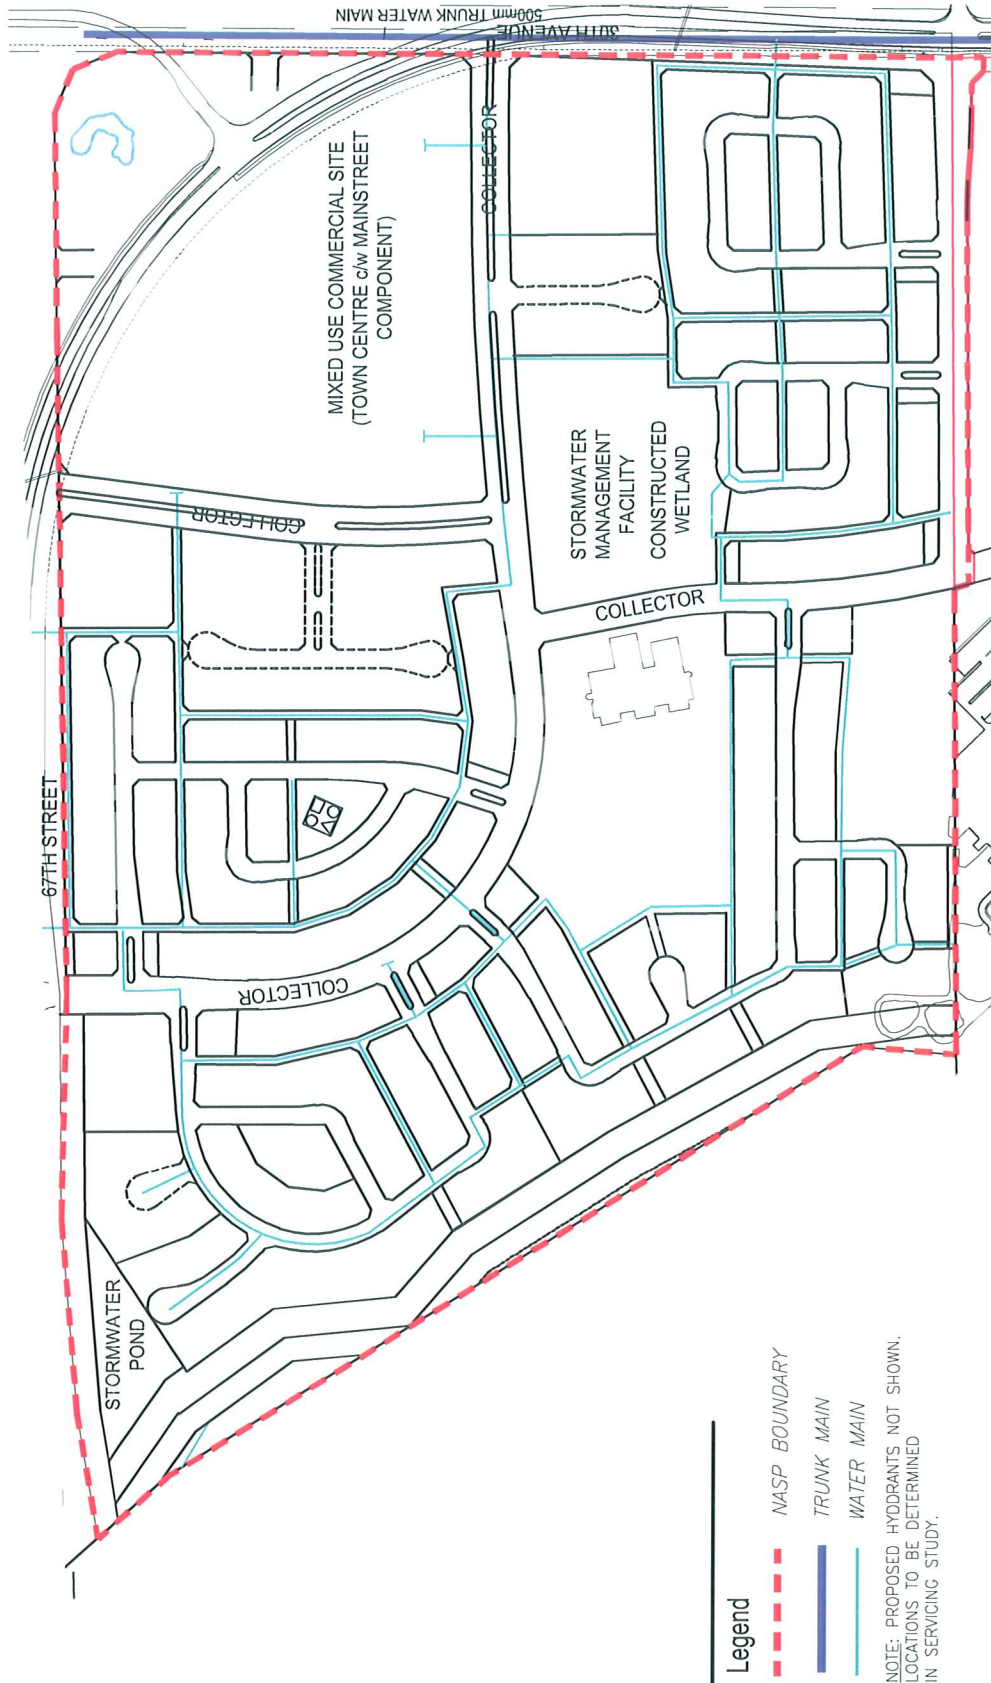 30TH AVENUE
500mm TRUNK WATER MAIN
67TH STREET
MIXED USE COMMERCIAL SITE
(TOWN CENTRE c/w MAINSTREET
COMPONENT)
COLLECTOR
COLLECTOR
STORMWATER
MANAGEMENT
FACILITY
CONSTRUCTED
WETLAND
COLLECTOR
COLLECTOR
STORMWATER
POND
Legend
NASP BOUNDARY
TRUNK MAIN
WATER MAIN
NOTE: PROPOSED HYDDRANTS NOT SHOWN.
LOCATIONS TO BE DETERMINED
IN SERVICING STUDY.